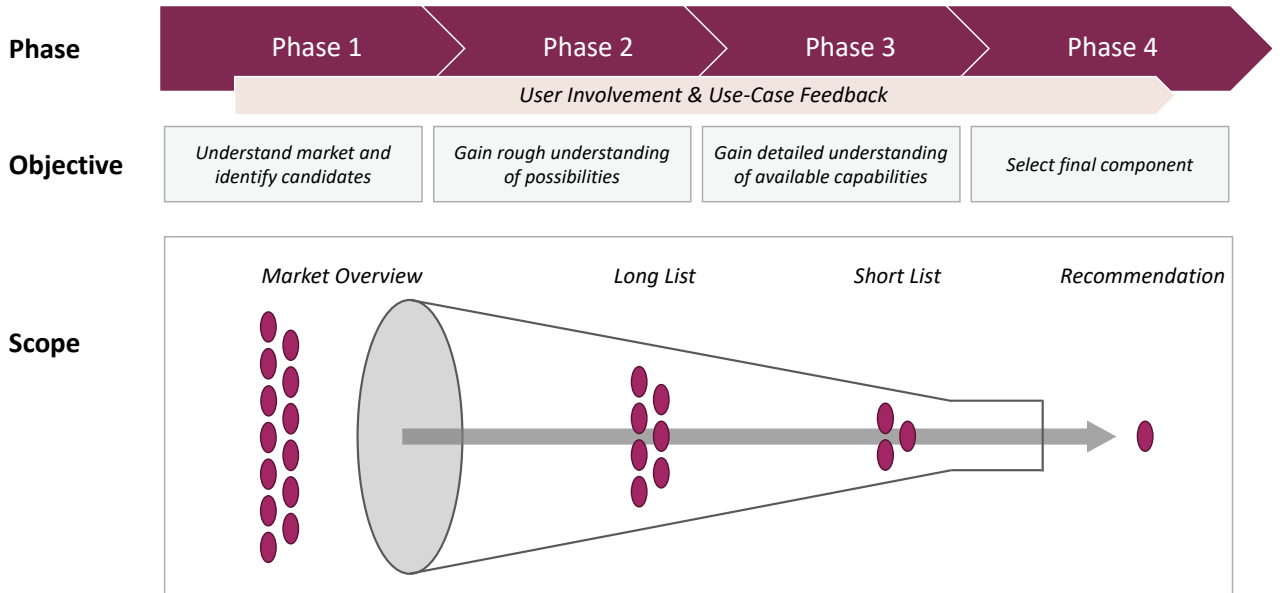 Phase
Phase 1
Phase 2
Phase 3
Phase 4
User Involvement & Use-Case Feedback
Objective
Understand market and
identify candidates
Gain rough understanding
of possibilities
Gain detailed understanding
of available capabilities
Select final component
Scope
Market Overview
Long List
Short List
Recommendation